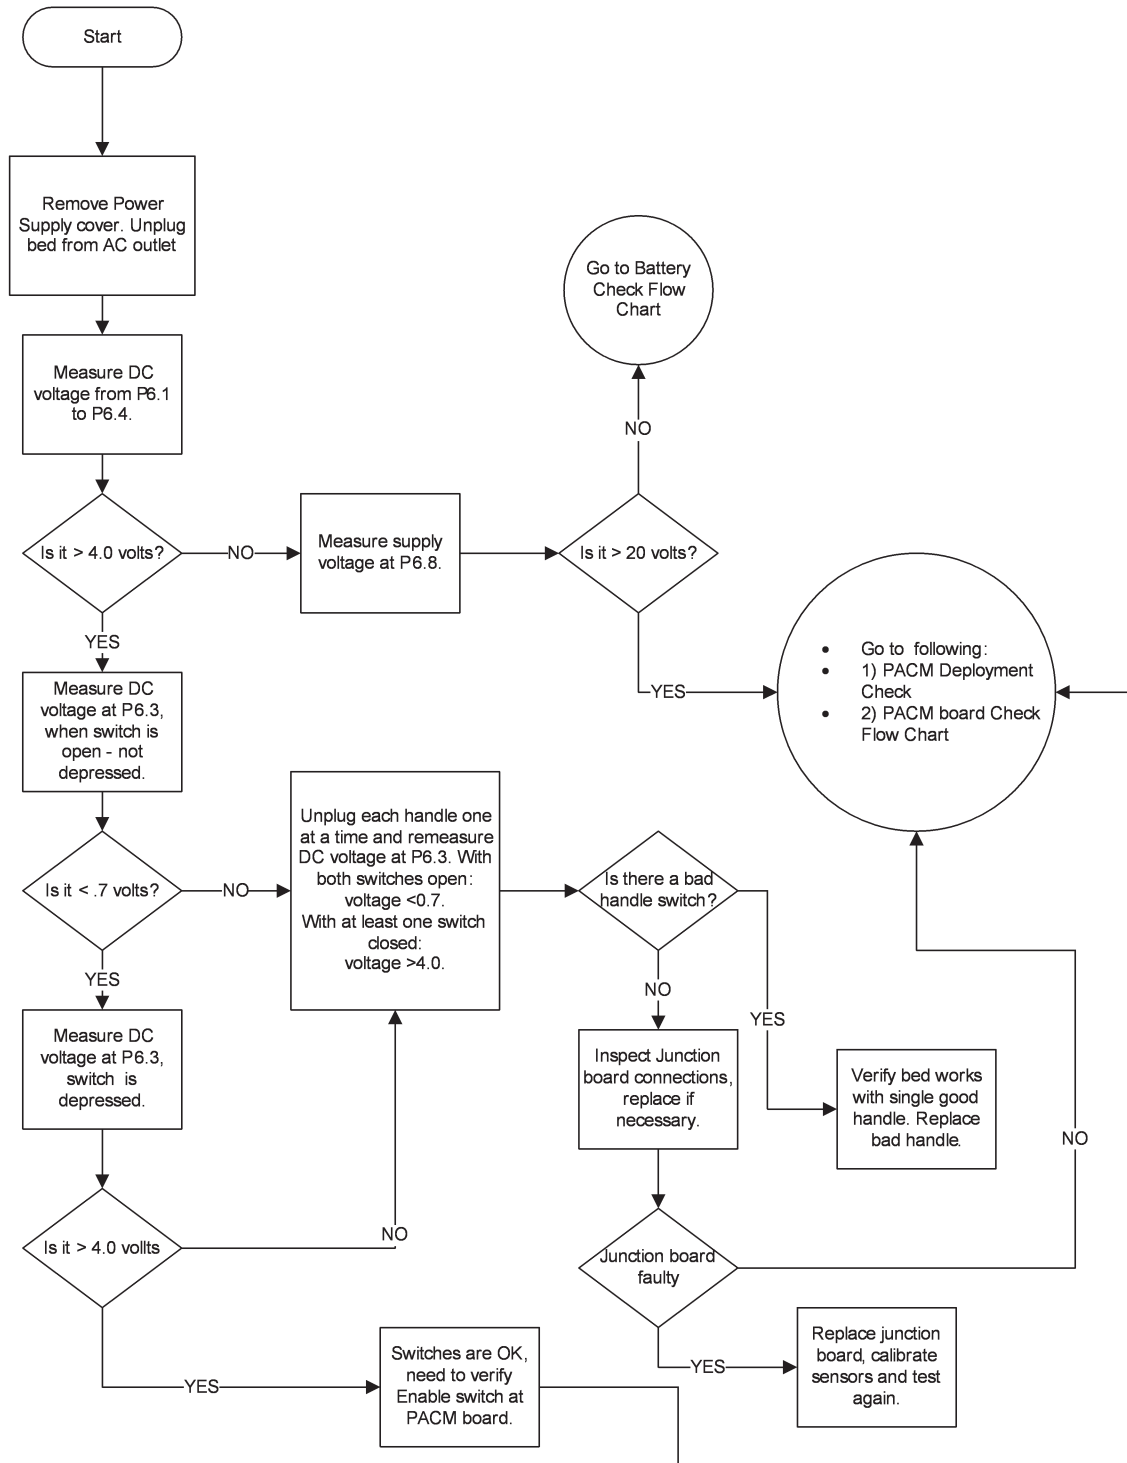 Start
Remove Power
Supply cover. Unplug
bed from AC outlet
Measure DC
voltage from P6.1
to P6.4.
Is it > 4.0 volts?
NO
Measure supply
voltage at P6.8.
Is it > 20 volts?
NO
Go to Battery
Check Flow
Chart
YES
• Go to following:
• 1) PACM Deployment
Check
• 2) PACM board Check
Flow Chart
YES
Measure DC
voltage at P6.3,
when switch is
open - not
depressed.
Is it < .7 volts?
NO
Unplug each handle one
at a time and remeasure
DC voltage at P6.3. With
both switches open:
voltage <0.7.
With at least one switch
closed:
voltage >4.0.
Is there a bad
handle switch?
YES
Verify bed works
with single good
handle. Replace
bad handle.
NO
Inspect Junction
board connections,
replace if
necessary.
Junction board
faulty
NO
YES
Replace junction
board, calibrate
sensors and test
again.
YES
Measure DC
voltage at P6.3,
switch is
depressed.
Is it > 4.0 vollts
NO
YES
Switches are OK,
need to verify
Enable switch at
PACM board.